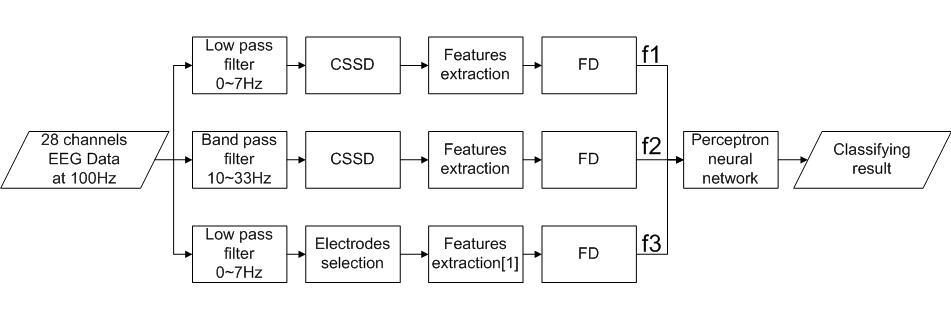 28 channels
EEG Data
at 100Hz
Low pass
filter
0~7Hz
CSSD
Features
extraction
FD
f1
Band pass
filter
10~33Hz
CSSD
Features
extraction
FD
f2
Low pass
filter
0~7Hz
Electrodes
selection
Features
extraction[1]
FD
f3
Perceptron
neural
network
Classifying
result